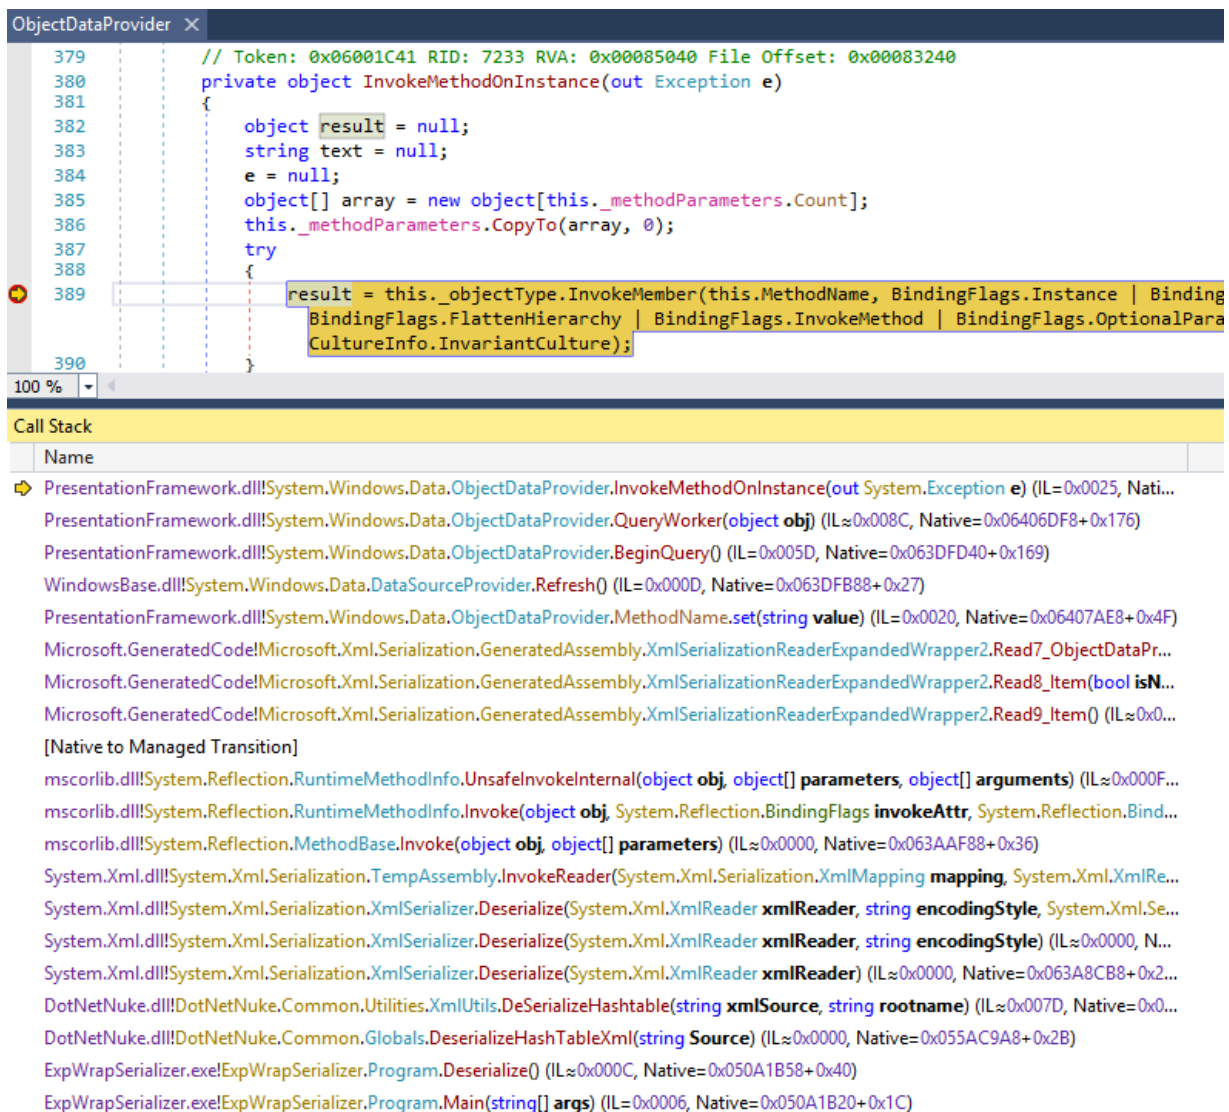 ObjectDataProvider ×
379 // Token: 0x06001C41 RID: 7233 RVA: 0x00085040 File Offset: 0x00083240
380 private object InvokeMethodOnInstance(out Exception e)
381 {
382 object result = null;
383 string text = null;
384 e = null;
385 object[] array = new object[this._methodParameters.Count];
386 this._methodParameters.CopyTo(array, 0);
387 try
388 {
389 result = this._objectType.InvokeMember(this.MethodName, BindingFlags.Instance | Binding
BindingFlags.FlattenHierarchy | BindingFlags.InvokeMethod | BindingFlags.OptionalPara
CultureInfo.InvariantCulture);
390 }
100 %
Call Stack
Name
PresentationFramework.dll!System.Windows.Data.ObjectDataProvider.InvokeMethodOnInstance(out System.Exception e) (IL=0x0025, Nati...
PresentationFramework.dll!System.Windows.Data.ObjectDataProvider.QueryWorker(object obj) (IL≈0x008C, Native=0x06406DF8+0x176)
PresentationFramework.dll!System.Windows.Data.ObjectDataProvider.BeginQuery() (IL=0x005D, Native=0x063DFD40+0x169)
WindowsBase.dll!System.Windows.Data.DataSourceProvider.Refresh() (IL=0x000D, Native=0x063DFB88+0x27)
PresentationFramework.dll!System.Windows.Data.ObjectDataProvider.MethodName.set(string value) (IL=0x0020, Native=0x06407AE8+0x4F)
Microsoft.GeneratedCode!Microsoft.Xml.Serialization.GeneratedAssembly.XmlSerializationReaderExpandedWrapper2.Read7_ObjectDataPr...
Microsoft.GeneratedCode!Microsoft.Xml.Serialization.GeneratedAssembly.XmlSerializationReaderExpandedWrapper2.Read8_Item(bool isN...
Microsoft.GeneratedCode!Microsoft.Xml.Serialization.GeneratedAssembly.XmlSerializationReaderExpandedWrapper2.Read9_Item() (IL≈0x0...
[Native to Managed Transition]
mscorlib.dll!System.Reflection.RuntimeMethodInfo.UnsafeInvokeInternal(object obj, object[] parameters, object[] arguments) (IL≈0x000F...
mscorlib.dll!System.Reflection.RuntimeMethodInfo.Invoke(object obj, System.Reflection.BindingFlags invokeAttr, System.Reflection.Bind...
mscorlib.dll!System.Reflection.MethodBase.Invoke(object obj, object[] parameters) (IL≈0x0000, Native=0x063AAF88+0x36)
System.Xml.dll!System.Xml.Serialization.TempAssembly.InvokeReader(System.Xml.Serialization.XmlMapping mapping, System.Xml.XmlRe...
System.Xml.dll!System.Xml.Serialization.XmlSerializer.Deserialize(System.Xml.XmlReader xmlReader, string encodingStyle, System.Xml.Se...
System.Xml.dll!System.Xml.Serialization.XmlSerializer.Deserialize(System.Xml.XmlReader xmlReader, string encodingStyle) (IL≈0x0000, N...
System.Xml.dll!System.Xml.Serialization.XmlSerializer.Deserialize(System.Xml.XmlReader xmlReader) (IL≈0x0000, Native=0x063A8CB8+0x2...
DotNetNuke.dll!DotNetNuke.Common.Utilities.XmlUtils.DeSerializeHashtable(string xmlSource, string rootname) (IL≈0x007D, Native=0x0...
DotNetNuke.dll!DotNetNuke.Common.Globals.DeserializeHashTableXml(string Source) (IL≈0x0000, Native=0x055AC9A8+0x2B)
ExpWrapSerializer.exe!ExpWrapSerializer.Program.Deserialize() (IL≈0x000C, Native=0x050A1B58+0x40)
ExpWrapSerializer.exe!ExpWrapSerializer.Program.Main(string[] args) (IL=0x0006, Native=0x050A1B20+0x1C)